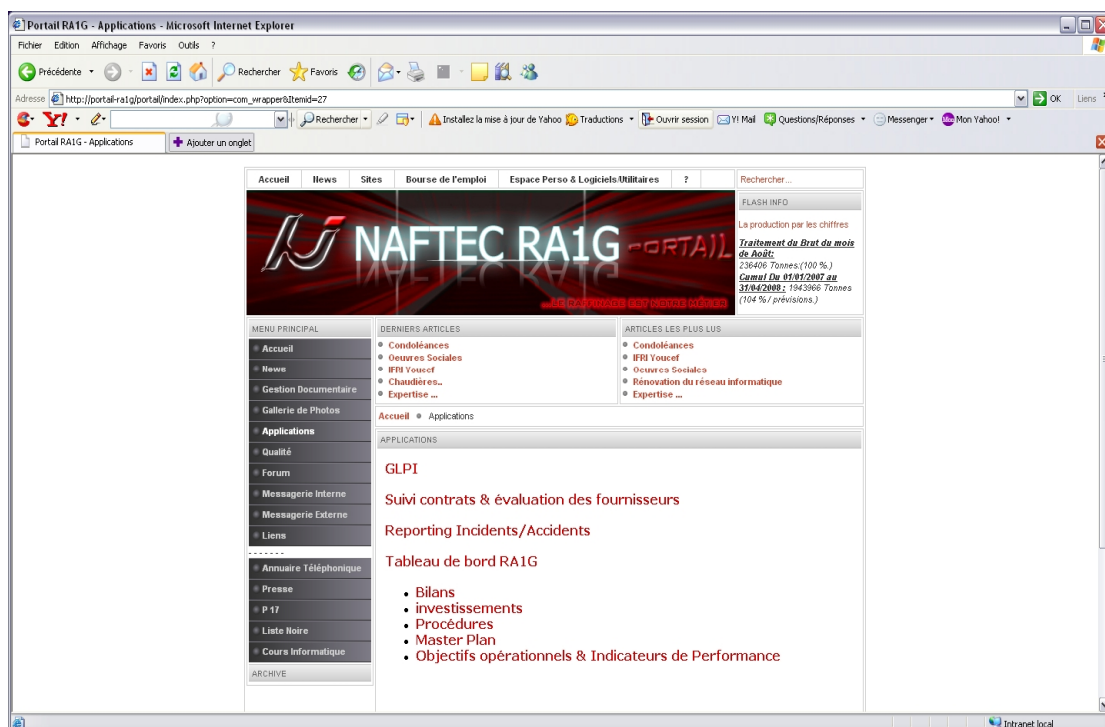 Portail RA1G - Applications - Microsoft Internet Explorer
Fichier Edition Affichage Favoris Outils ?
Précédente Rechercher Favoris
Adresse http://portail-ra1g/portail/index.php?option=com_wrapper&Itemid=27 OK Liens
Y! Rechercher Installez la mise à jour de Yahoo Traductions Ouvrir session Y! Mail Questions/Réponses Messenger Mon Yahoo!
Portail RA1G - Applications Ajouter un onglet
Accueil News Sites Bourse de l'emploi Espace Perso & Logiciels/Utilitaires ? Rechercher...
NAFTEC RA1G -PORTAIL
...LE RAFFINAGE EST NOTRE MÉTIER
FLASH INFO
La production par les chiffres
Traitement du Brut du mois
de Août:
236406 Tonnes:(100 %.)
Cumul Du 01/01/2007 au
31/04/2008 : 1943966 Tonnes
(104 % / prévisions.)
MENU PRINCIPAL
Accueil
News
Gestion Documentaire
Gallerie de Photos
Applications
Qualité
Forum
Messagerie Interne
Messagerie Externe
Liens
- - - - - - -
Annuaire Téléphonique
Presse
P 17
Liste Noire
Cours Informatique
ARCHIVE
DERNIERS ARTICLES
Condoléances
Oeuvres Sociales
IFRI Youcef
Chaudières..
Expertise ...
ARTICLES LES PLUS LUS
Condoléances
IFRI Youcef
Oeuvres Sociales
Rénovation du réseau informatique
Expertise ...
Accueil Applications
APPLICATIONS
GLPI
Suivi contrats & évaluation des fournisseurs
Reporting Incidents/Accidents
Tableau de bord RA1G
Bilans
investissements
Procédures
Master Plan
Objectifs opérationnels & Indicateurs de Performance
Intranet local